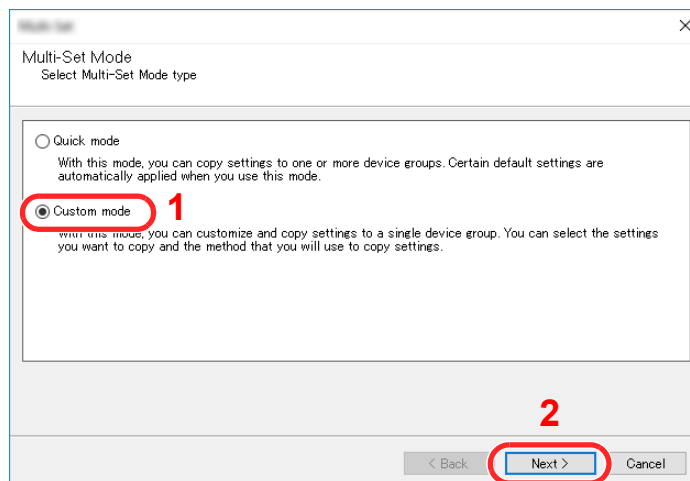 Multi-Set Mode
Select Multi-Set Mode type
Quick mode
With this mode, you can copy settings to one or more device groups. Certain default settings are
automatically applied when you use this mode.
Custom mode 1
With this mode, you can customize and copy settings to a single device group. You can select the settings
you want to copy and the method that you will use to copy settings.
2
< Back Next > Cancel